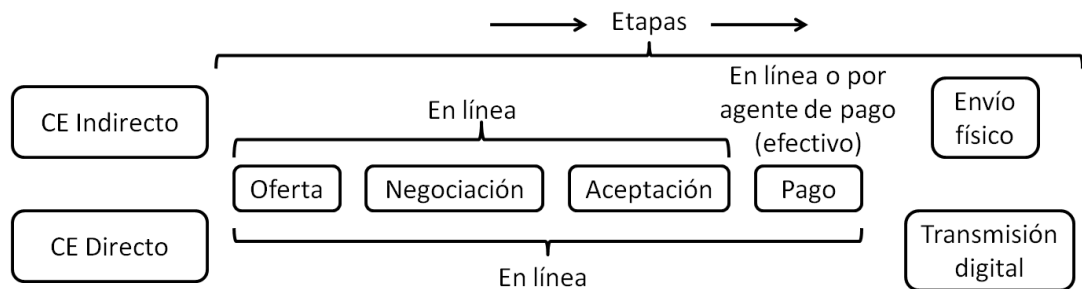 Etapas
CE Indirecto
En línea
En línea o por
agente de pago
(efectivo)
Envío
físico
Oferta
Negociación
Aceptación
Pago
CE Directo
En línea
Transmisión
digital